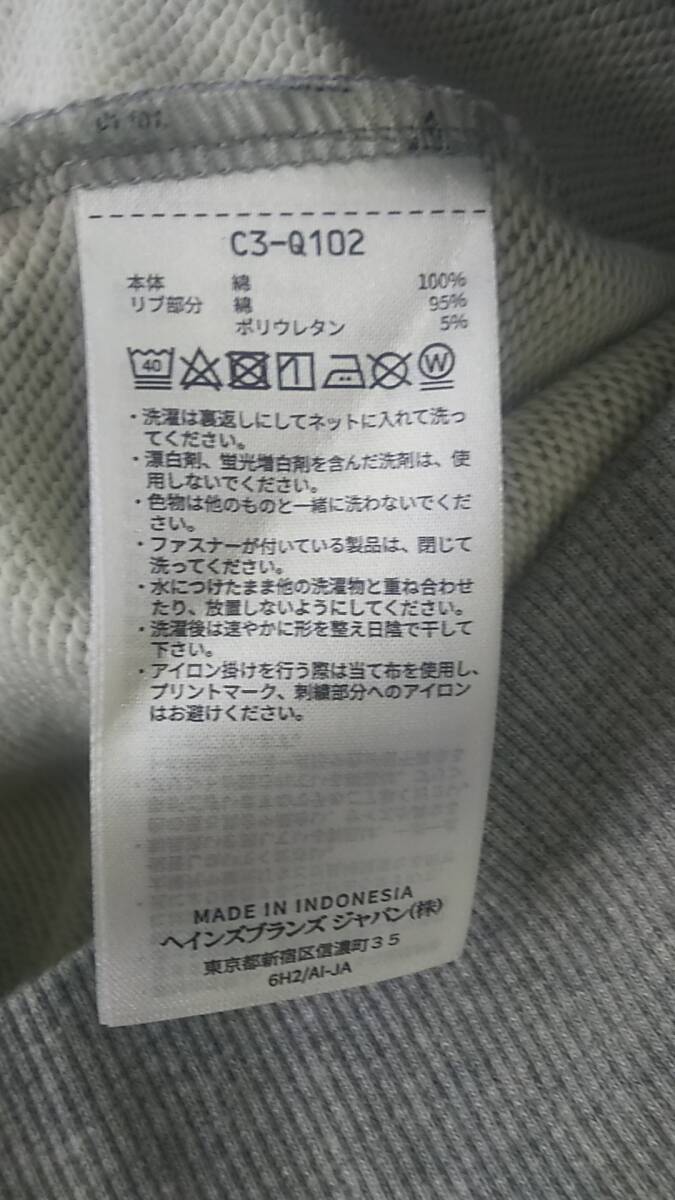 C3-Q102
本体 綿 100%
リブ部分 綿 95%
ポリウレタン 5%
40 W
・洗濯は裏返しにしてネットに入れて洗っ
てください。
・漂白剤、蛍光増白剤を含んだ洗剤は、使
用しないでください。
・色物は他のものと一緒に洗わないでくだ
さい。
・ファスナーが付いている製品は、閉じて
洗ってください。
・水につけたまま他の洗濯物と重ね合わせ
たり、放置しないようにしてください。
・洗濯後は速やかに形を整え日陰で干して
下さい。
・アイロン掛けを行う際は当て布を使用し、
プリントマーク、刺繍部分へのアイロン
はお避けください。
MADE IN INDONESIA
ヘインズブランズ ジャパン(株)
東京都新宿区信濃町35
6H2/AI-JA